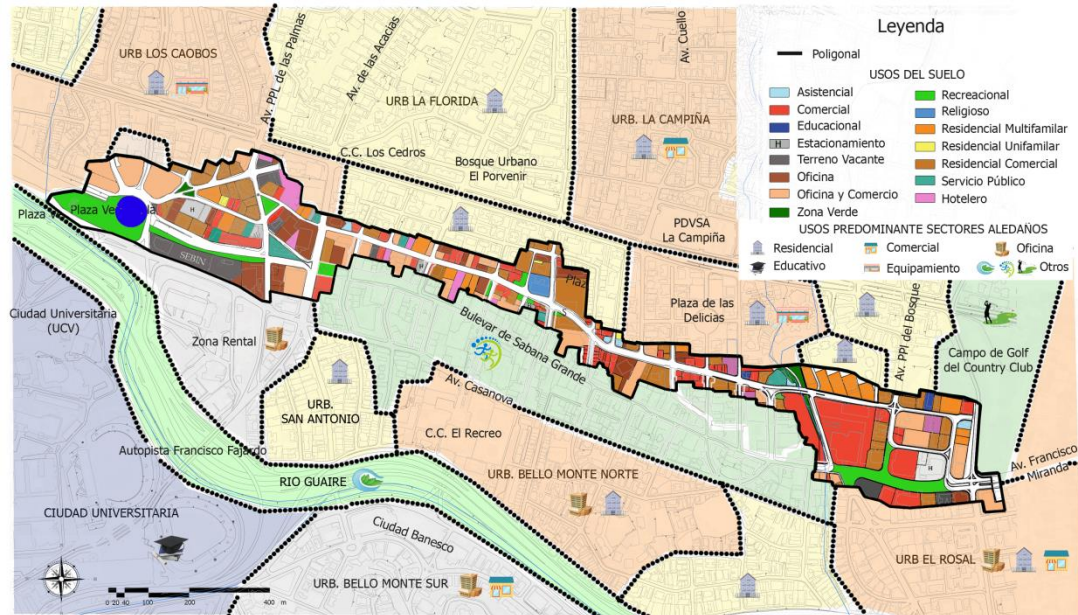 URB LOS CAOBOS
Av. PPL de las Palmas
Av. de las Acacias
URB LA FLORIDA
C.C. Los Cedros
Bosque Urbano
El Porvenir
Av. Cuello
URB. LA CAMPIÑA
PDVSA
La Campiña
Plaza de las
Delicias
Av. PPl del Bosque
Campo de Golf
del Country Club
Av. Francisco
Miranda
Plaza
SEBIN
H
H
H
Plaz
Ciudad Universitaria
(UCV)
Zona Rental
Bulevar de Sabana Grande
Av. Casanova
URB.
SAN ANTONIO
C.C. El Recreo
Autopista Francisco Fajardo
RIO GUAIRE
URB. BELLO MONTE NORTE
CIUDAD UNIVERSITARIA
Ciudad Banesco
URB. BELLO MONTE SUR
URB EL ROSAL
0 20 40 100 200 400 m
Leyenda
Poligonal
USOS DEL SUELO
Asistencial
Comercial
Educacional
H Estacionamiento
Terreno Vacante
Oficina
Oficina y Comercio
Zona Verde
Recreacional
Religioso
Residencial Multifamilar
Residencial Unifamilar
Residencial Comercial
Servicio Público
Hotelero
USOS PREDOMINANTE SECTORES ALEDAÑOS
Residencial
Comercial
Oficina
Educativo
Equipamiento
Otros